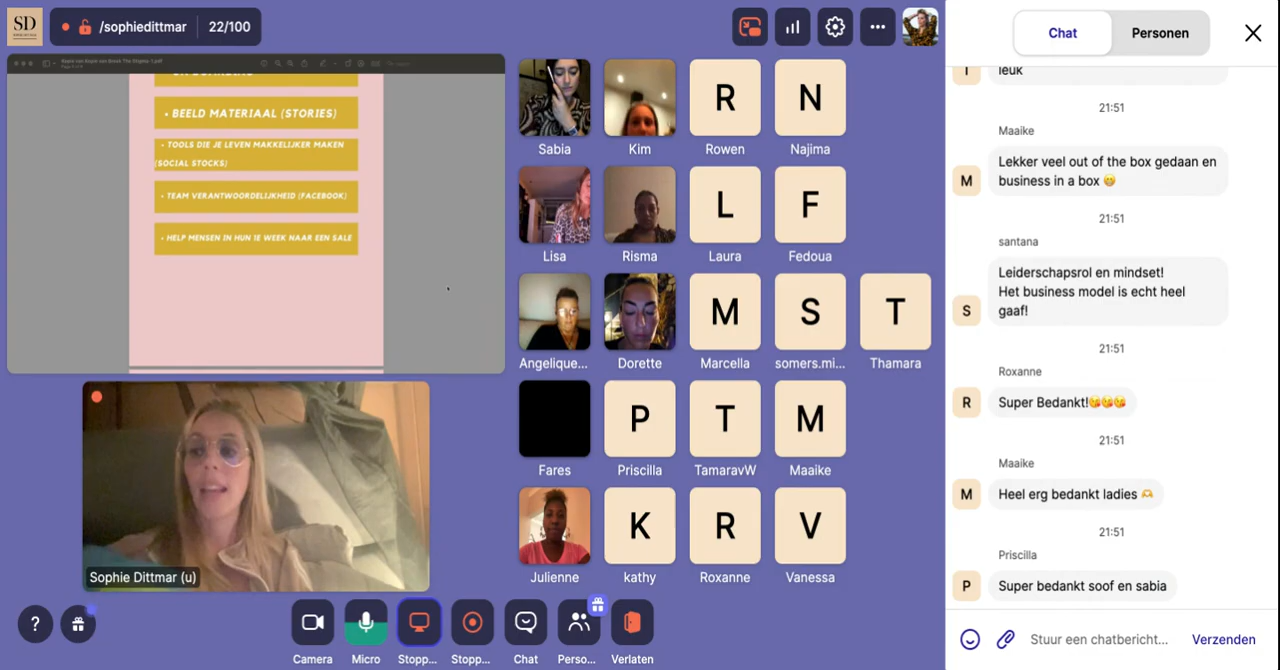 SD
/sophiedittmar
22/100
• BEELD MATERIAAL (STORIES)
• TOOLS DIE JE LEVEN MAKKELIJKER MAKEN
(SOCIAL STOCKS)
• TEAM VERANTWOORDELIJKHEID (FACEBOOK)
• HELP MENSEN IN HUN 1E WEEK NAAR EEN SALE
Sophie Dittmar (u)
Sabia
Kim
R
Rowen
N
Najima
Lisa
Risma
L
Laura
F
Fedoua
Angelique...
Dorette
M
Marcella
S
somers.mi...
T
Thamara
Fares
P
Priscilla
T
TamaravW
M
Maaike
Julienne
K
kathy
R
Roxanne
V
Vanessa
?
Camera
Micro
Stopp...
Stopp...
Chat
Perso...
Verlaten
Chat
Personen
leuk
21:51
Maaike
M
Lekker veel out of the box gedaan en
business in a box 😁
21:51
santana
S
Leiderschapsrol en mindset!
Het business model is echt heel
gaaf!
21:51
Roxanne
R
Super Bedankt!😘😘😘
21:51
Maaike
M
Heel erg bedankt ladies 🫶
21:51
Priscilla
P
Super bedankt soof en sabia
Stuur een chatbericht...
Verzenden